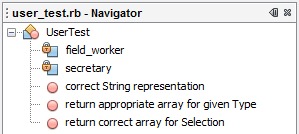 user_test.rb - Navigator
UserTest
field_worker
secretary
correct String representation
return appropriate array for given Type
return correct array for Selection